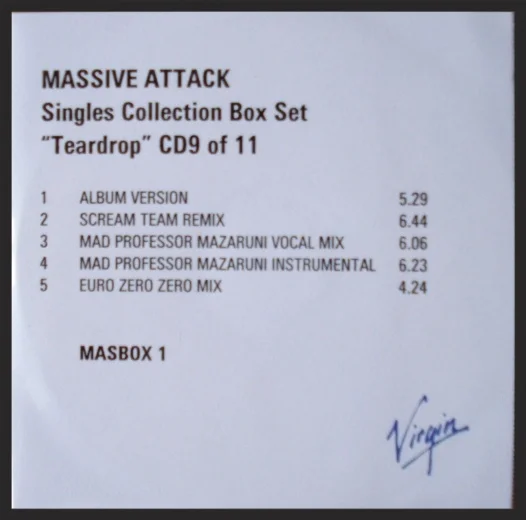 MASSIVE ATTACK
Singles Collection Box Set
“Teardrop” CD9 of 11
1 ALBUM VERSION 5.29
2 SCREAM TEAM REMIX 6.44
3 MAD PROFESSOR MAZARUNI VOCAL MIX 6.06
4 MAD PROFESSOR MAZARUNI INSTRUMENTAL 6.23
5 EURO ZERO ZERO MIX 4.24
MASBOX 1
Virgin